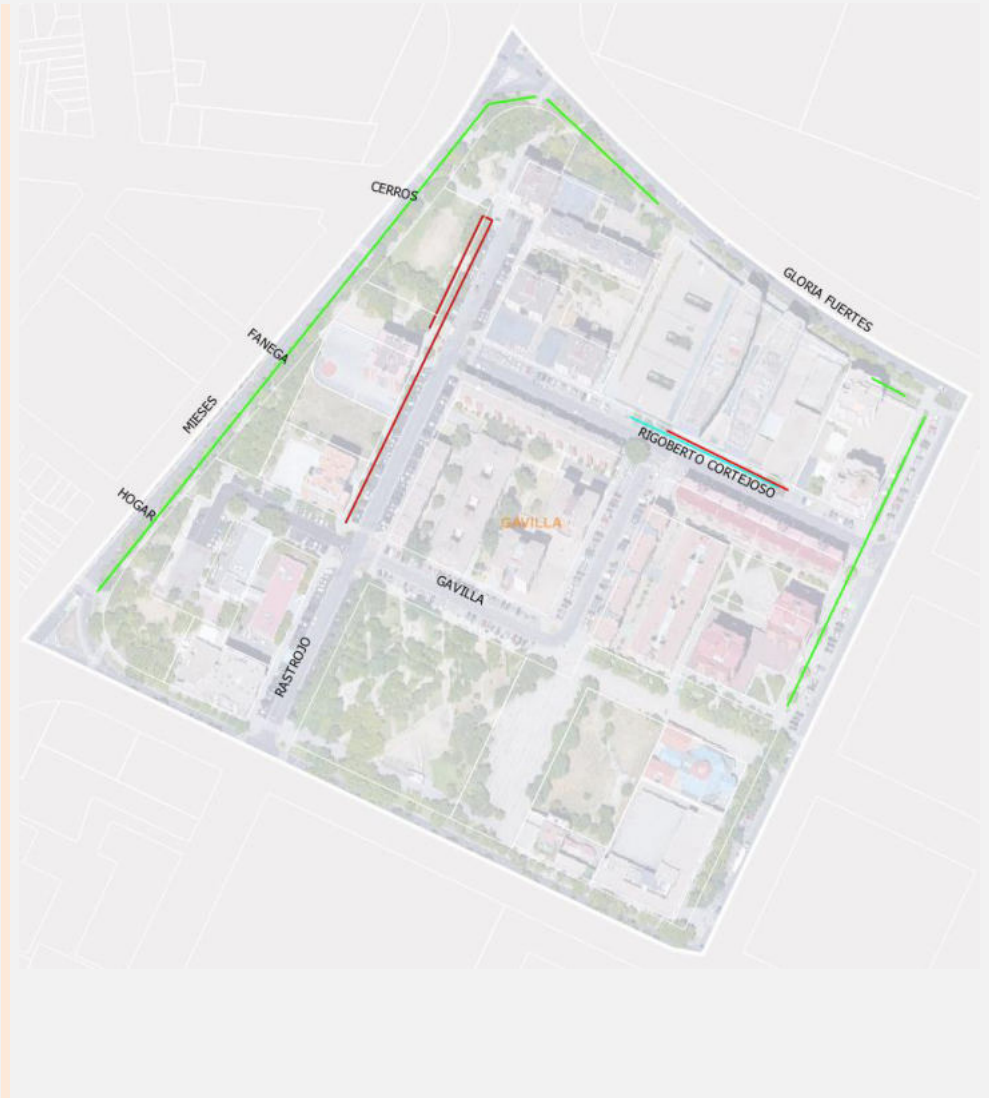 CERROS
GLORIA FUERTES
FANEGA
MIESES
RIGOBERTO CORTEJOSO
HOGAR
GAVILLA
GAVILLA
RASTROJO